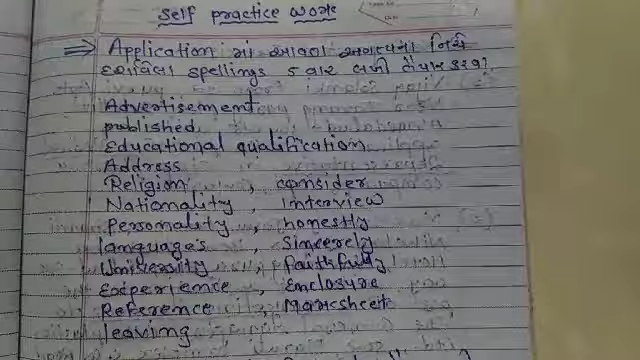 Self practice work
⇒ Application માં આવતા અગત્યના નિચે
દર્શાવેલા spellings 5 વાર લખી તૈયાર કરવા.
Advertisement
published
Educational qualification
Address
Religion, consider
Nationality, Interview
Personality, honestly
languages, Sincerely
University, faithfully
Experience, Enclosure
Reference, Marksheet
leaving